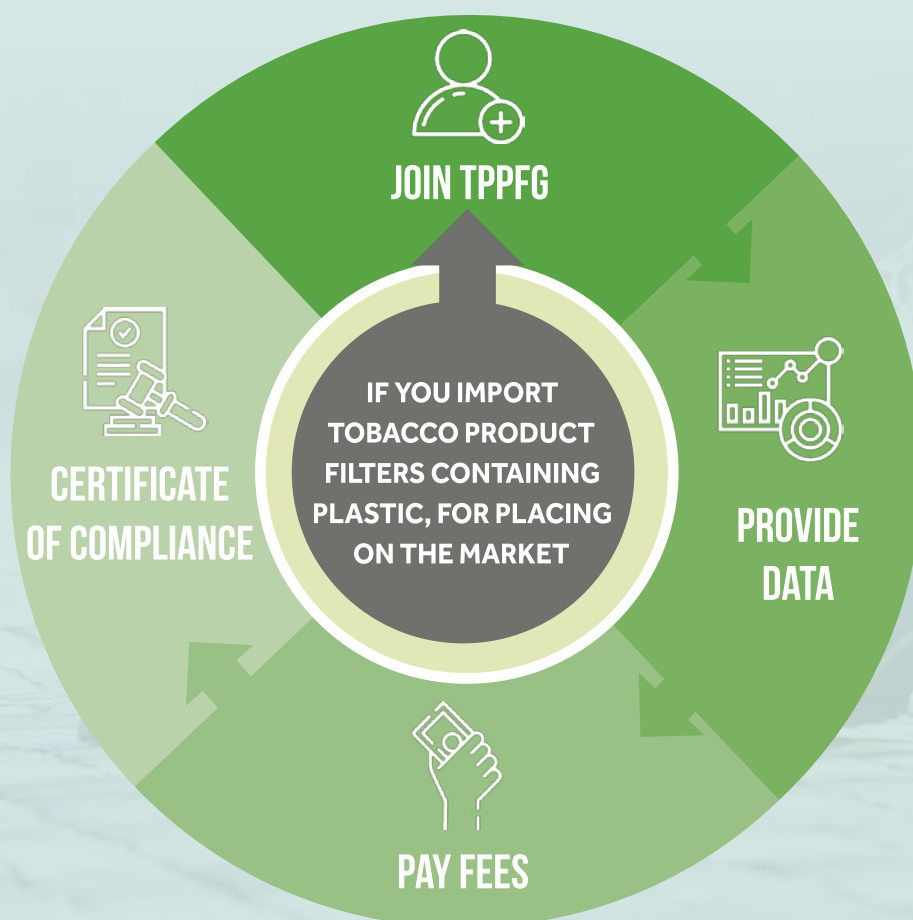 JOIN TPPFG
IF YOU IMPORT
TOBACCO PRODUCT
FILTERS CONTAINING
PLASTIC, FOR PLACING
ON THE MARKET
PROVIDE
DATA
PAY FEES
CERTIFICATE
OF COMPLIANCE